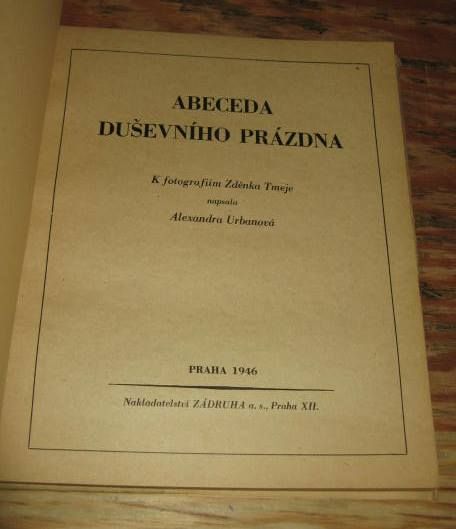 ABECEDA
DUŠEVNÍHO PRÁZDNA
K fotografiím Zdeňka Tmeje
napsala
Alexandra Urbanová
PRAHA 1946
Nakladatelství ZÁDRUHA a. s., Praha XII.